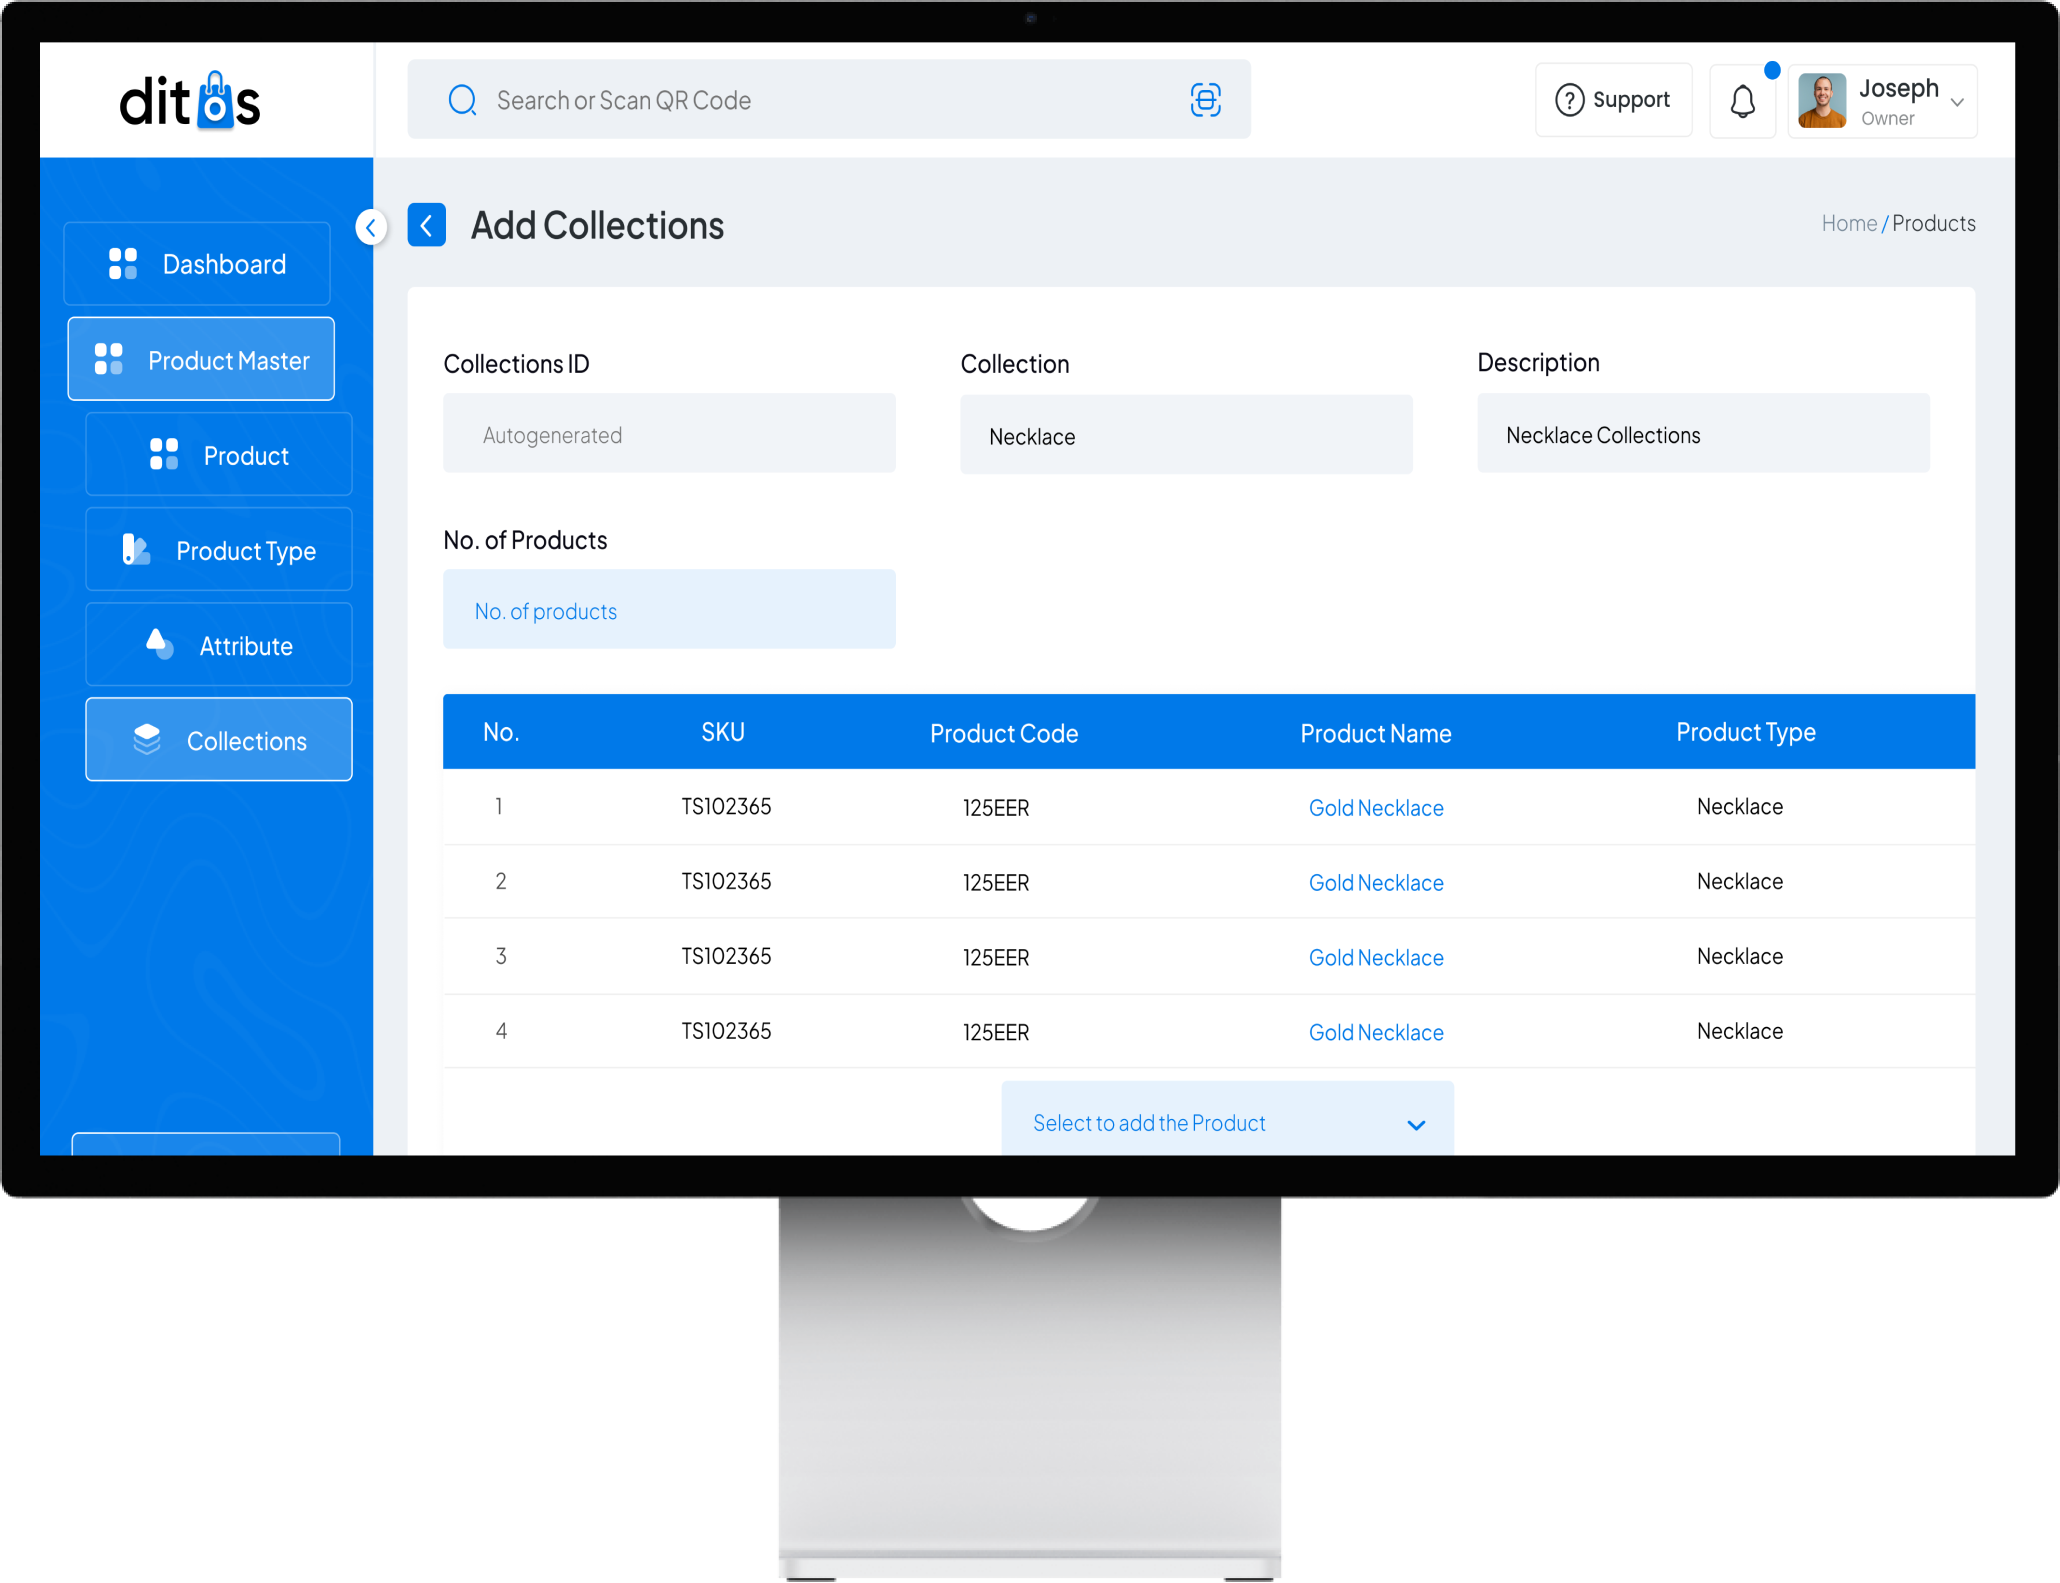 ditos
Search or Scan QR Code
Support
Joseph
Owner
Add Collections
Home / Products
Dashboard
Product Master
Product
Product Type
Attribute
Collections
Collections ID
Collection
Description
Autogenerated
Necklace
Necklace Collections
No. of Products
No. of products
No. SKU Product Code Product Name Product Type
1 TS102365 125EER Gold Necklace Necklace
2 TS102365 125EER Gold Necklace Necklace
3 TS102365 125EER Gold Necklace Necklace
4 TS102365 125EER Gold Necklace Necklace
Select to add the Product